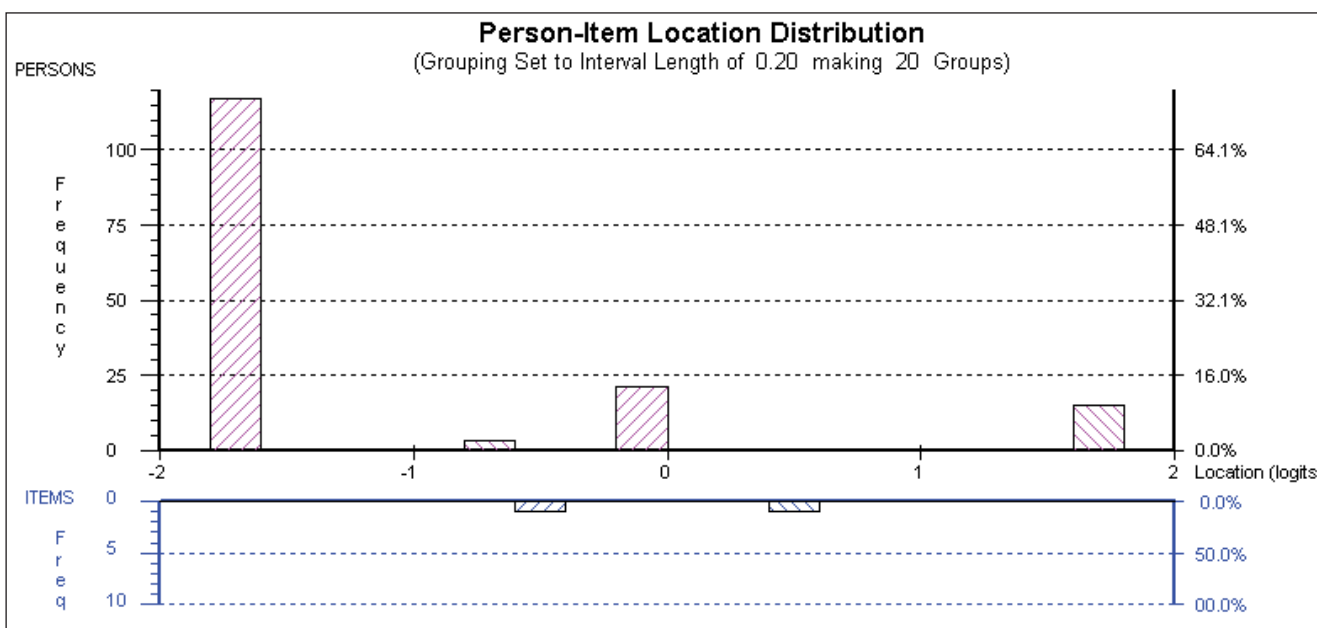 Person-Item Location Distribution
(Grouping Set to Interval Length of 0.20 making 20 Groups)
PERSONS
Frequency
100
75
50
25
0
64.1%
48.1%
32.1%
16.0%
0.0%
-2 -1 0 1 2 Location (logits
ITEMS
Freq
0
5
10
0.0%
50.0%
00.0%